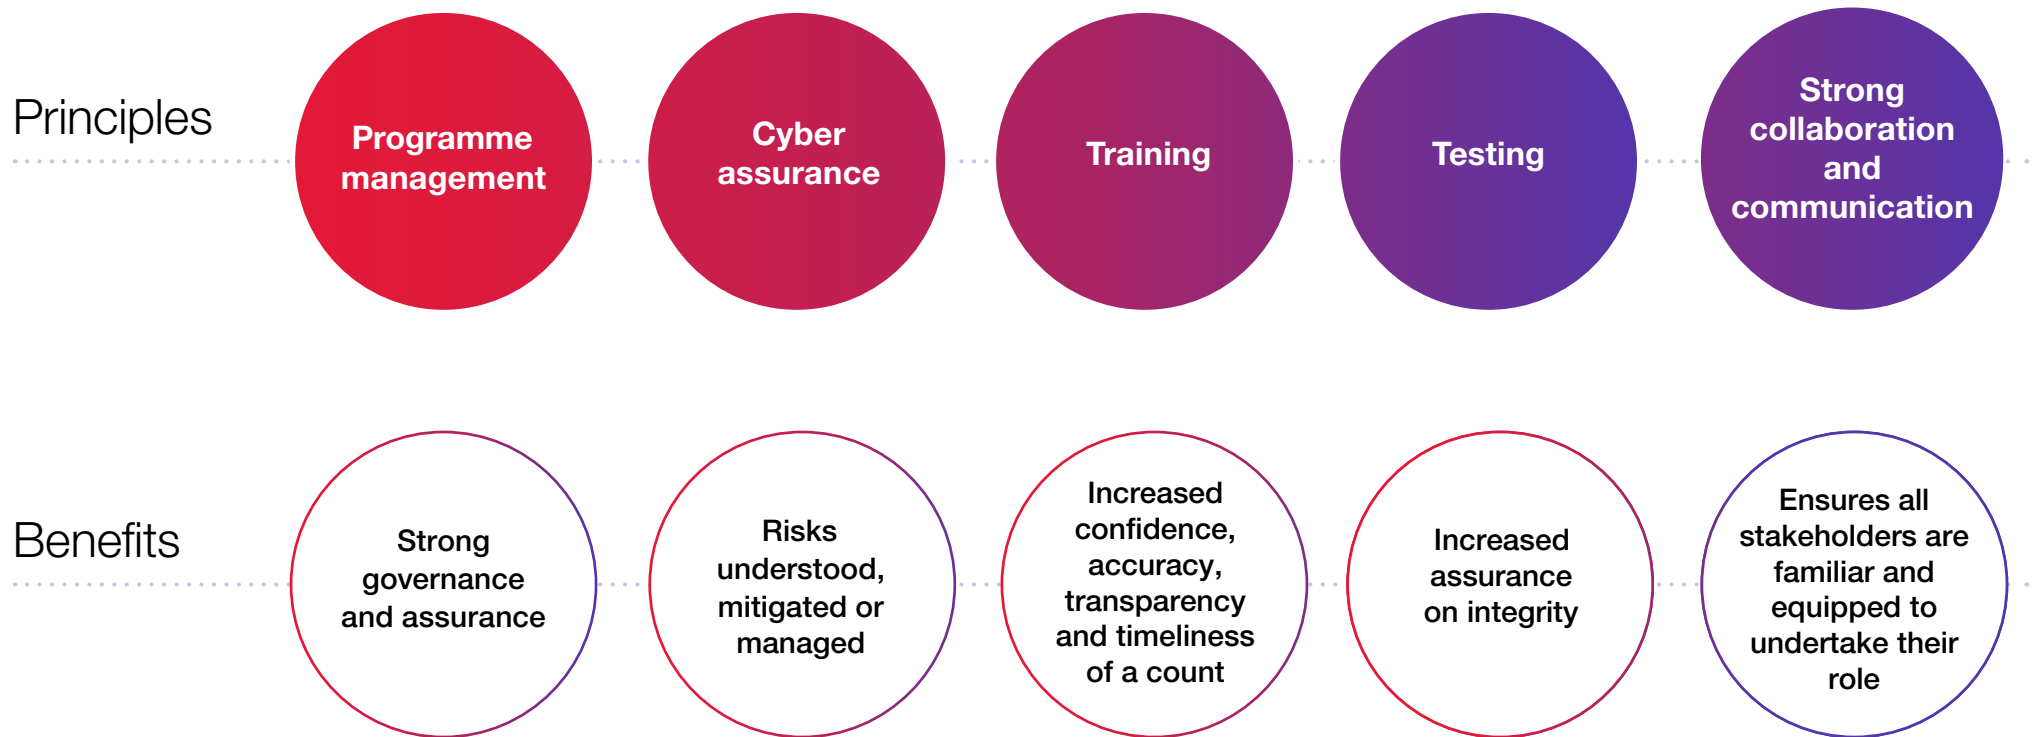 Principles
Programme
management
Cyber
assurance
Training
Testing
Strong
collaboration
and
communication
Benefits
Strong
governance
and assurance
Risks
understood,
mitigated or
managed
Increased
confidence,
accuracy,
transparency
and timeliness
of a count
Increased
assurance
on integrity
Ensures all
stakeholders are
familiar and
equipped to
undertake their
role